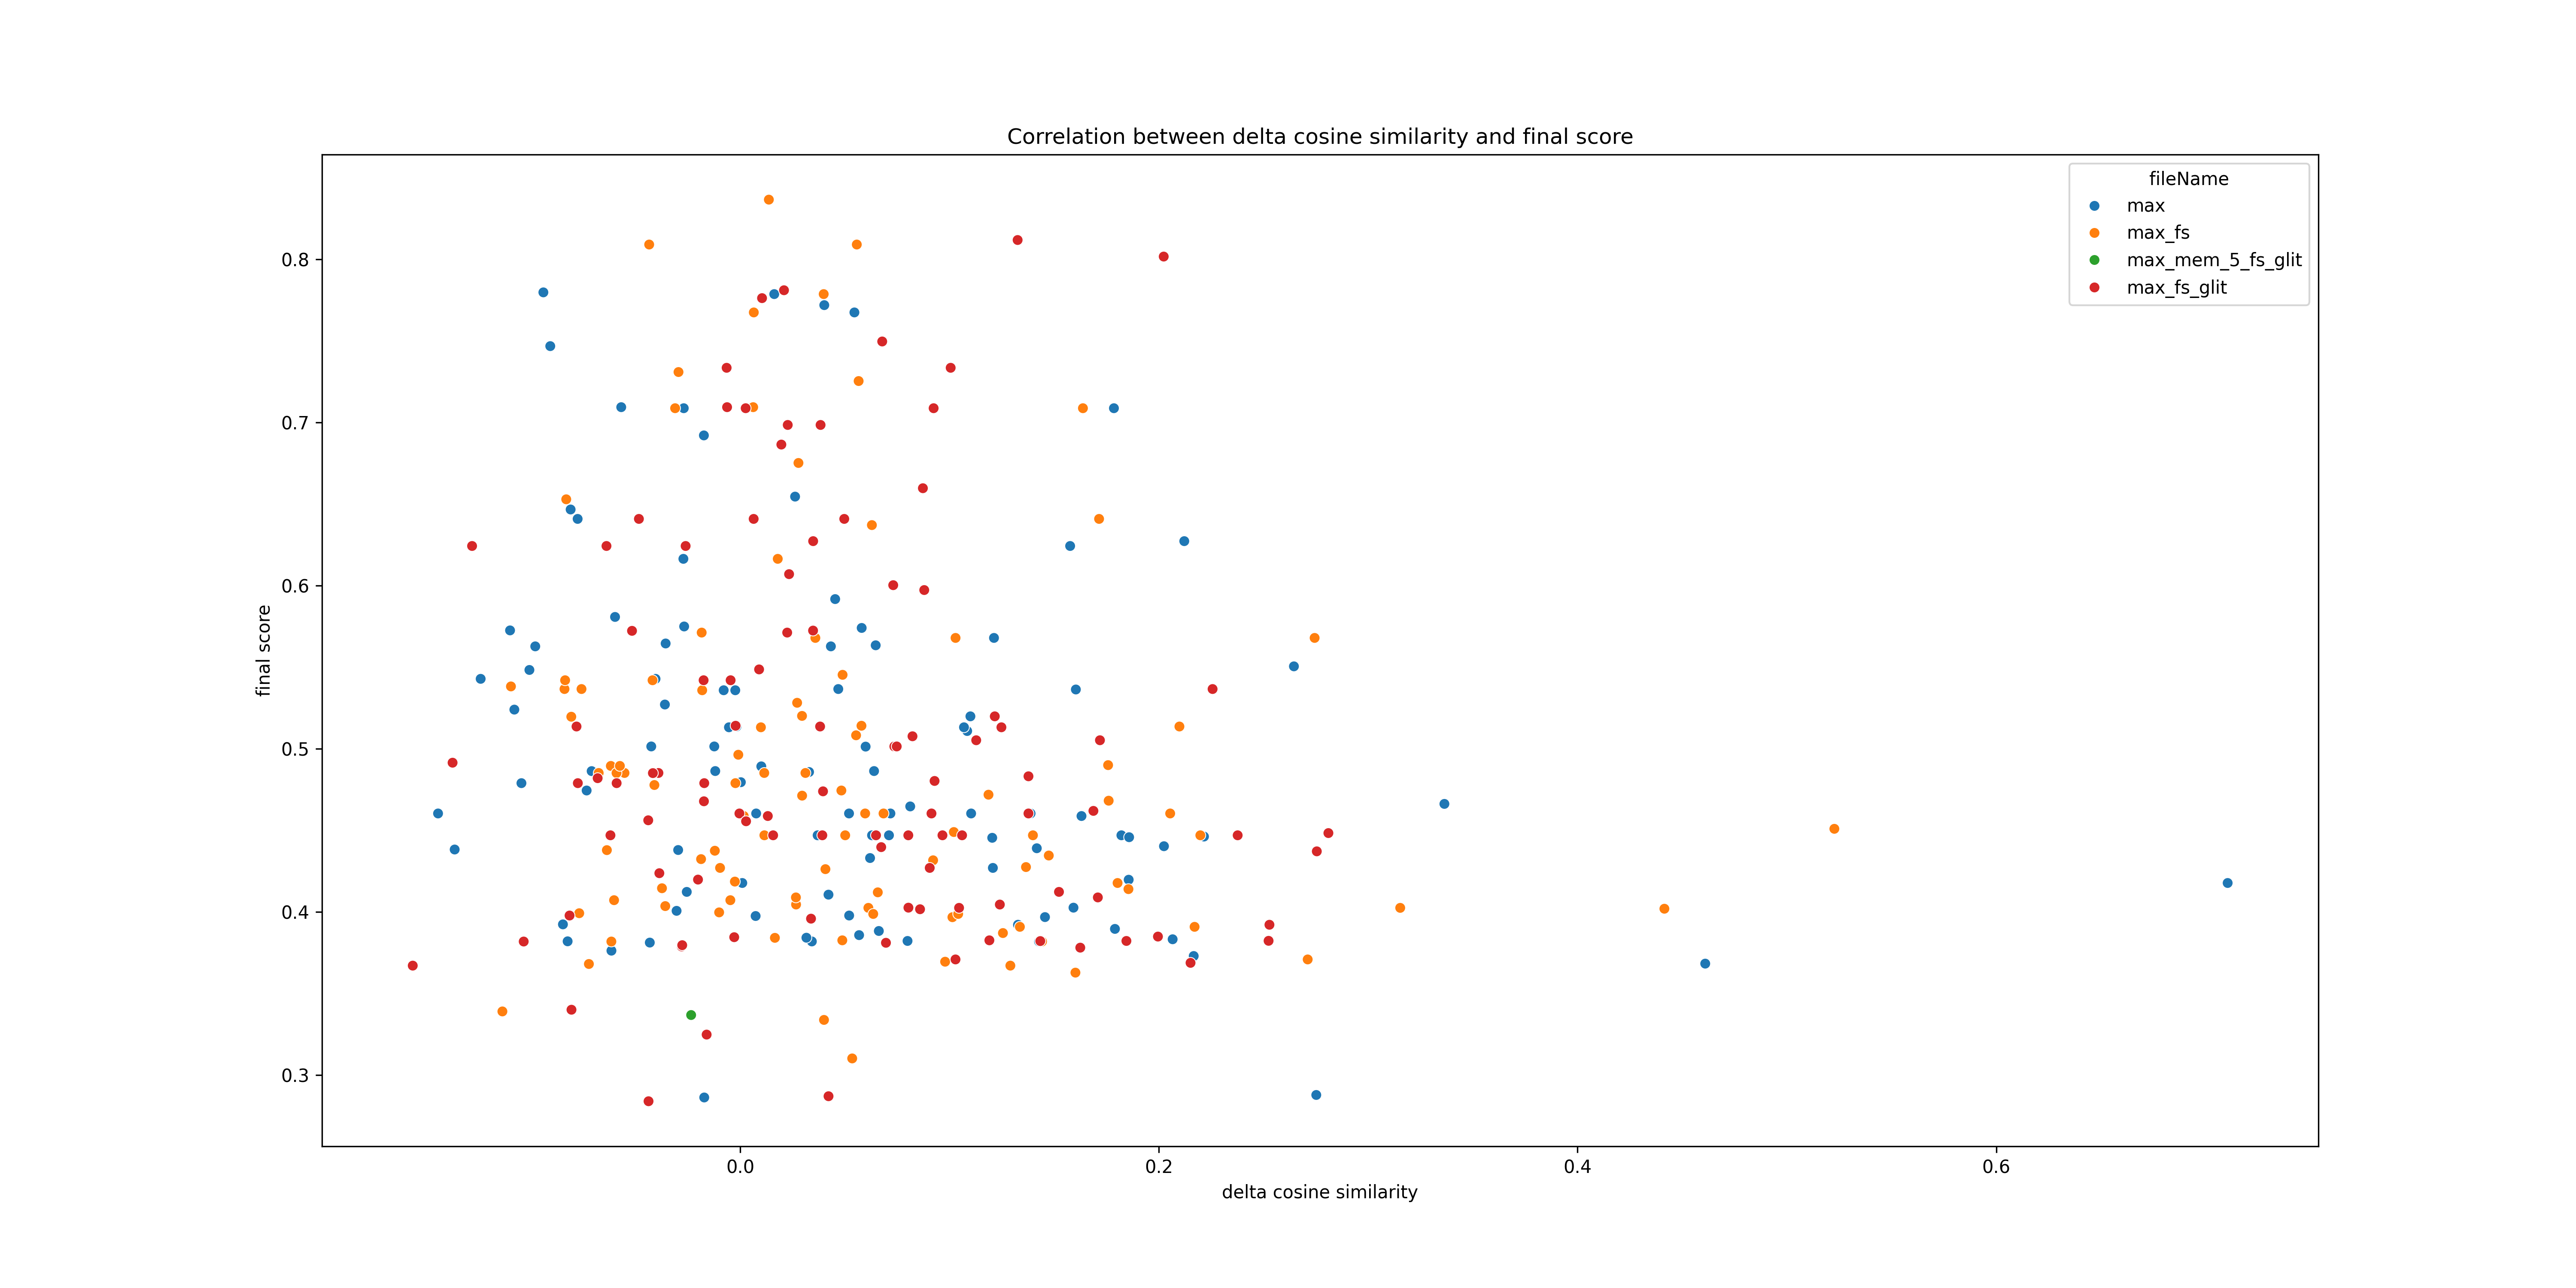 Correlation between delta cosine similarity and final score
fileName
max
max_fs
max_mem_5_fs_glit
max_fs_glit
0.8
0.7
0.6
0.5
0.4
0.3
final score
0.0 0.2 0.4 0.6
delta cosine similarity